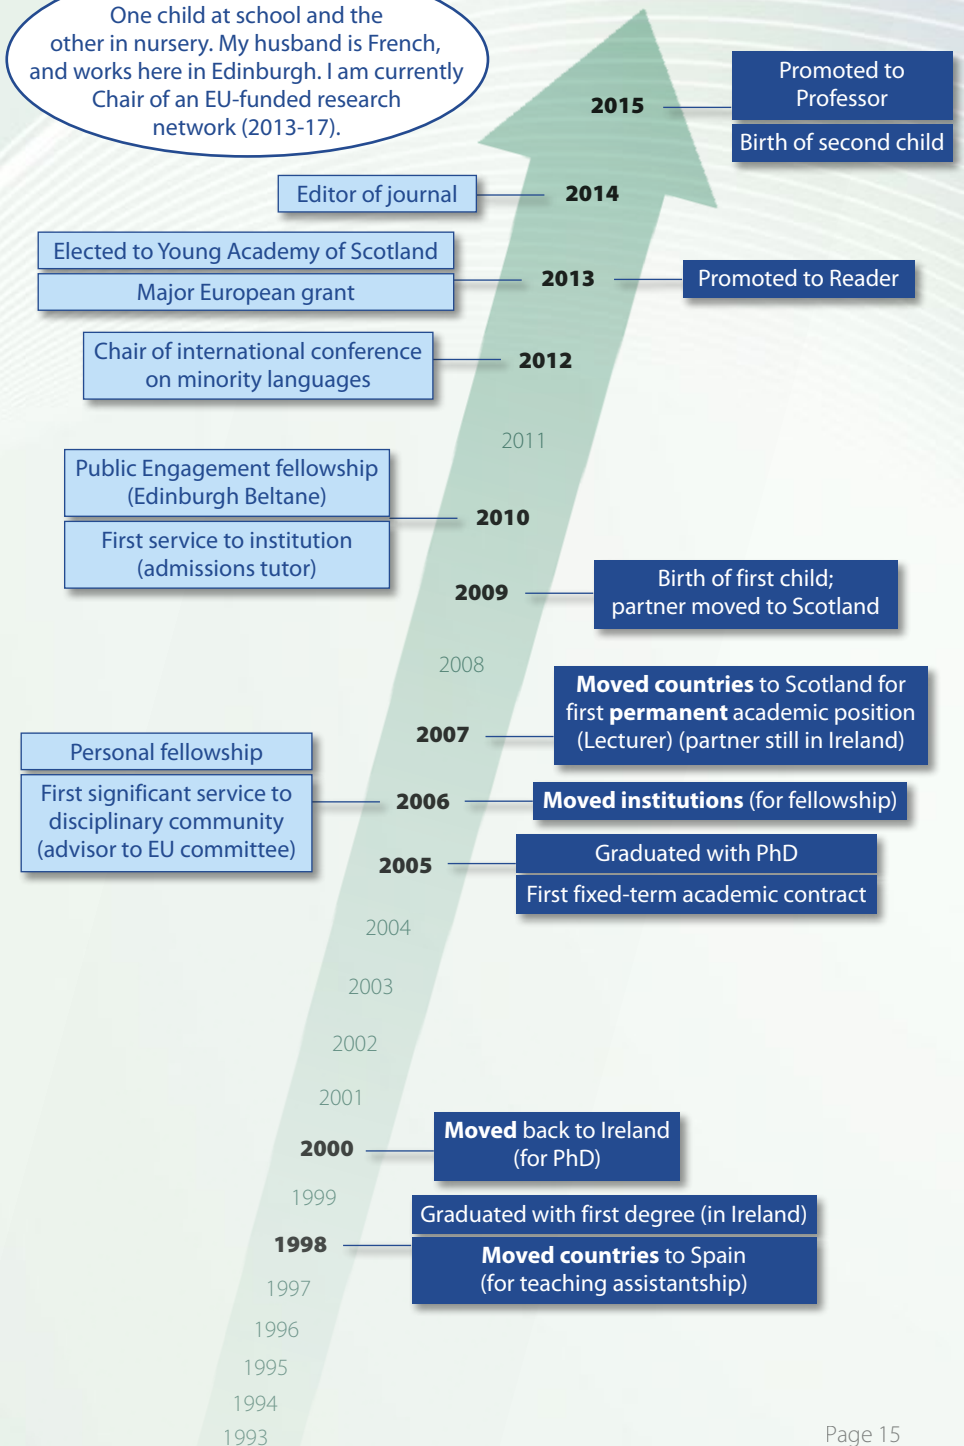 One child at school and the
other in nursery. My husband is French,
and works here in Edinburgh. I am currently
Chair of an EU-funded research
network (2013-17).
2015
Promoted to
Professor
Birth of second child
Editor of journal
2014
Elected to Young Academy of Scotland
Major European grant
2013
Promoted to Reader
Chair of international conference
on minority languages
2012
2011
Public Engagement fellowship
(Edinburgh Beltane)
First service to institution
(admissions tutor)
2010
2009
Birth of first child;
partner moved to Scotland
2008
Moved countries to Scotland for
first permanent academic position
(Lecturer) (partner still in Ireland)
2007
Personal fellowship
First significant service to
disciplinary community
(advisor to EU committee)
2006
Moved institutions (for fellowship)
2005
Graduated with PhD
First fixed-term academic contract
2004
2003
2002
2001
2000
Moved back to Ireland
(for PhD)
1999
Graduated with first degree (in Ireland)
1998
Moved countries to Spain
(for teaching assistantship)
1997
1996
1995
1994
1993
Page 15